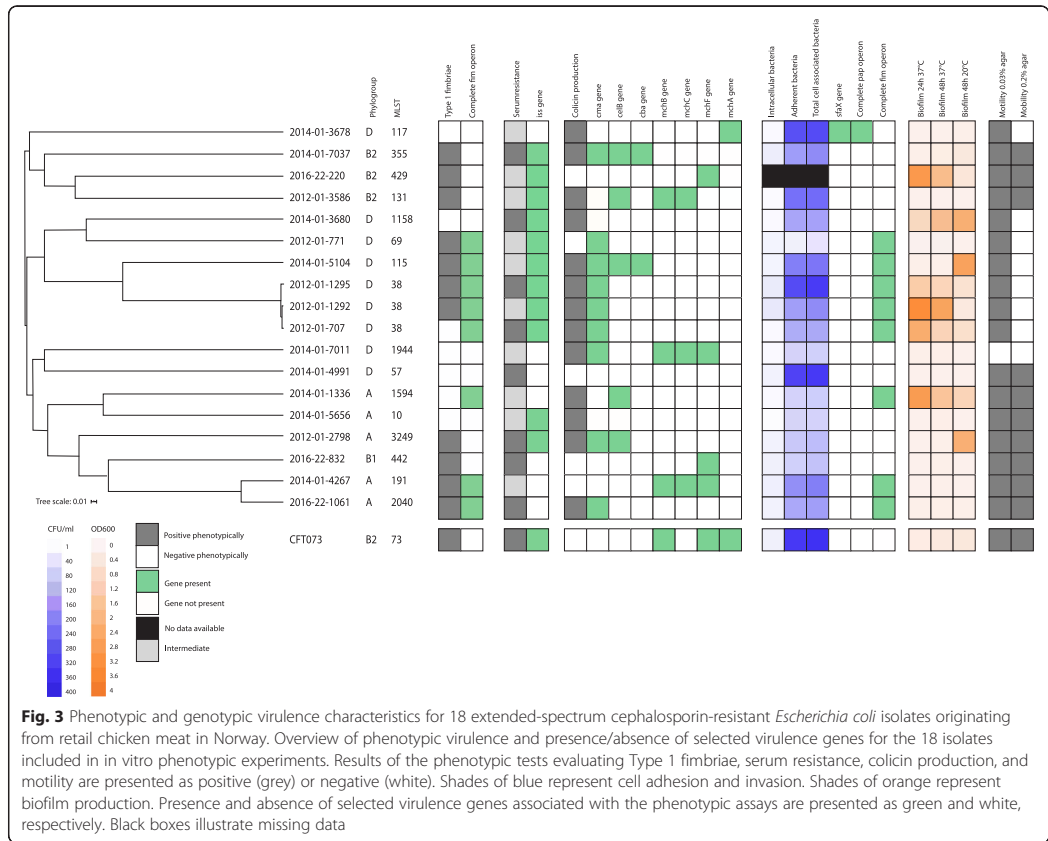 Phylogroup
MLST
Type 1 fimbriae
Complete fim operon
Serumresistance
iss gene
Colicin production
cma gene
celB gene
cba gene
mchB gene
mchC gene
mchF gene
mchA gene
Intracellular bacteria
Adherent bacteria
Total cell associated bacteria
sfaX gene
Complete pap operon
Complete fim operon
Biofilm 24h 37°C
Biofilm 48h 37°C
Biofilm 48h 20°C
Motility 0.03% agar
Mobility 0.2% agar
2014-01-3678 D 117
2014-01-7037 B2 355
2016-22-220 B2 429
2012-01-3586 B2 131
2014-01-3680 D 1158
2012-01-771 D 69
2014-01-5104 D 115
2012-01-1295 D 38
2012-01-1292 D 38
2012-01-707 D 38
2014-01-7011 D 1944
2014-01-4991 D 57
2014-01-1336 A 1594
2014-01-5656 A 10
2012-01-2798 A 3249
2016-22-832 B1 442
2014-01-4267 A 191
2016-22-1061 A 2040
Tree scale: 0.01
CFT073 B2 73
CFU/ml
1
40
80
120
160
200
240
280
320
360
400
OD600
0
0.4
0.8
1.2
1.6
2
2.4
2.8
3.2
3.6
4
Positive phenotypically
Negative phenotypically
Gene present
Gene not present
No data available
Intermediate
Fig. 3 Phenotypic and genotypic virulence characteristics for 18 extended-spectrum cephalosporin-resistant Escherichia coli isolates originating
from retail chicken meat in Norway. Overview of phenotypic virulence and presence/absence of selected virulence genes for the 18 isolates
included in in vitro phenotypic experiments. Results of the phenotypic tests evaluating Type 1 fimbriae, serum resistance, colicin production, and
motility are presented as positive (grey) or negative (white). Shades of blue represent cell adhesion and invasion. Shades of orange represent
biofilm production. Presence and absence of selected virulence genes associated with the phenotypic assays are presented as green and white,
respectively. Black boxes illustrate missing data